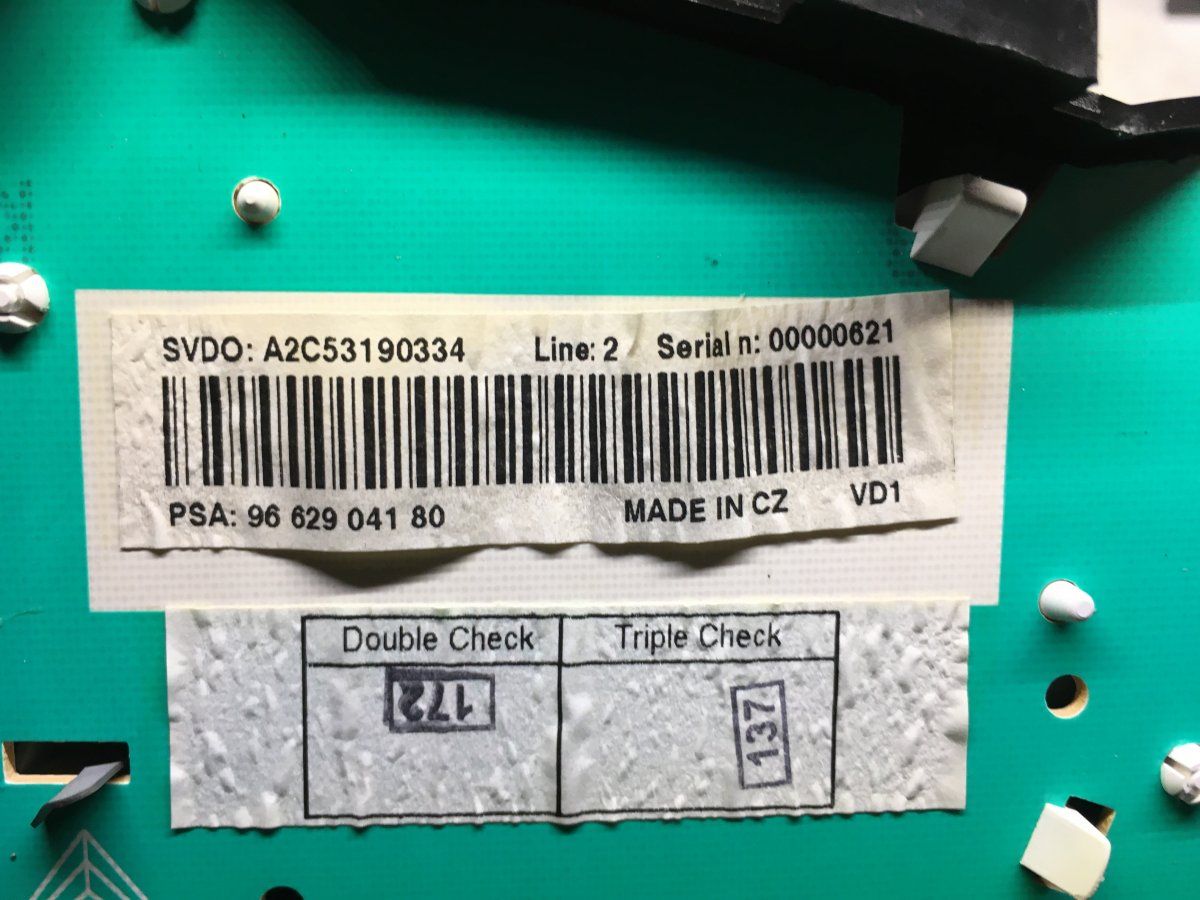 SVDO: A2C53190334 Line: 2 Serial n: 00000621
PSA: 96 629 041 80 MADE IN CZ VD1
Double Check Triple Check
172 137